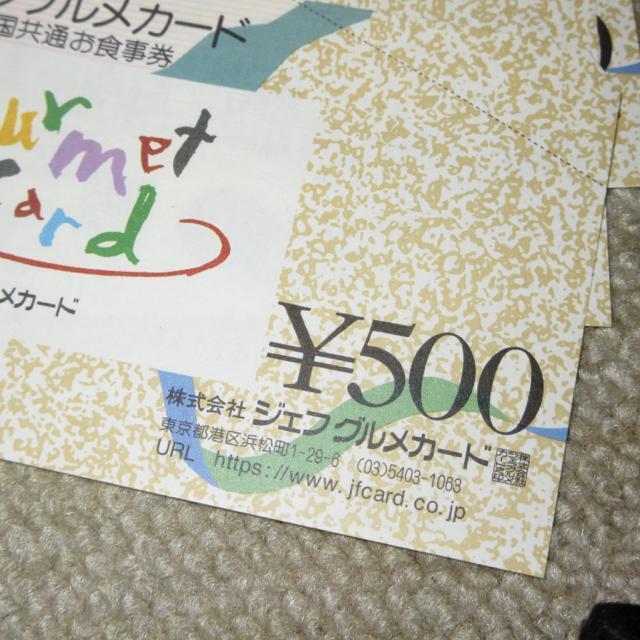 グルメカード
国共通お食事券
urmet
Card
メカード
¥500
株式会社 ジェフグルメカード
東京都港区浜松町1-29-6 (03)5403-1063
URL https://www.jfcard.co.jp